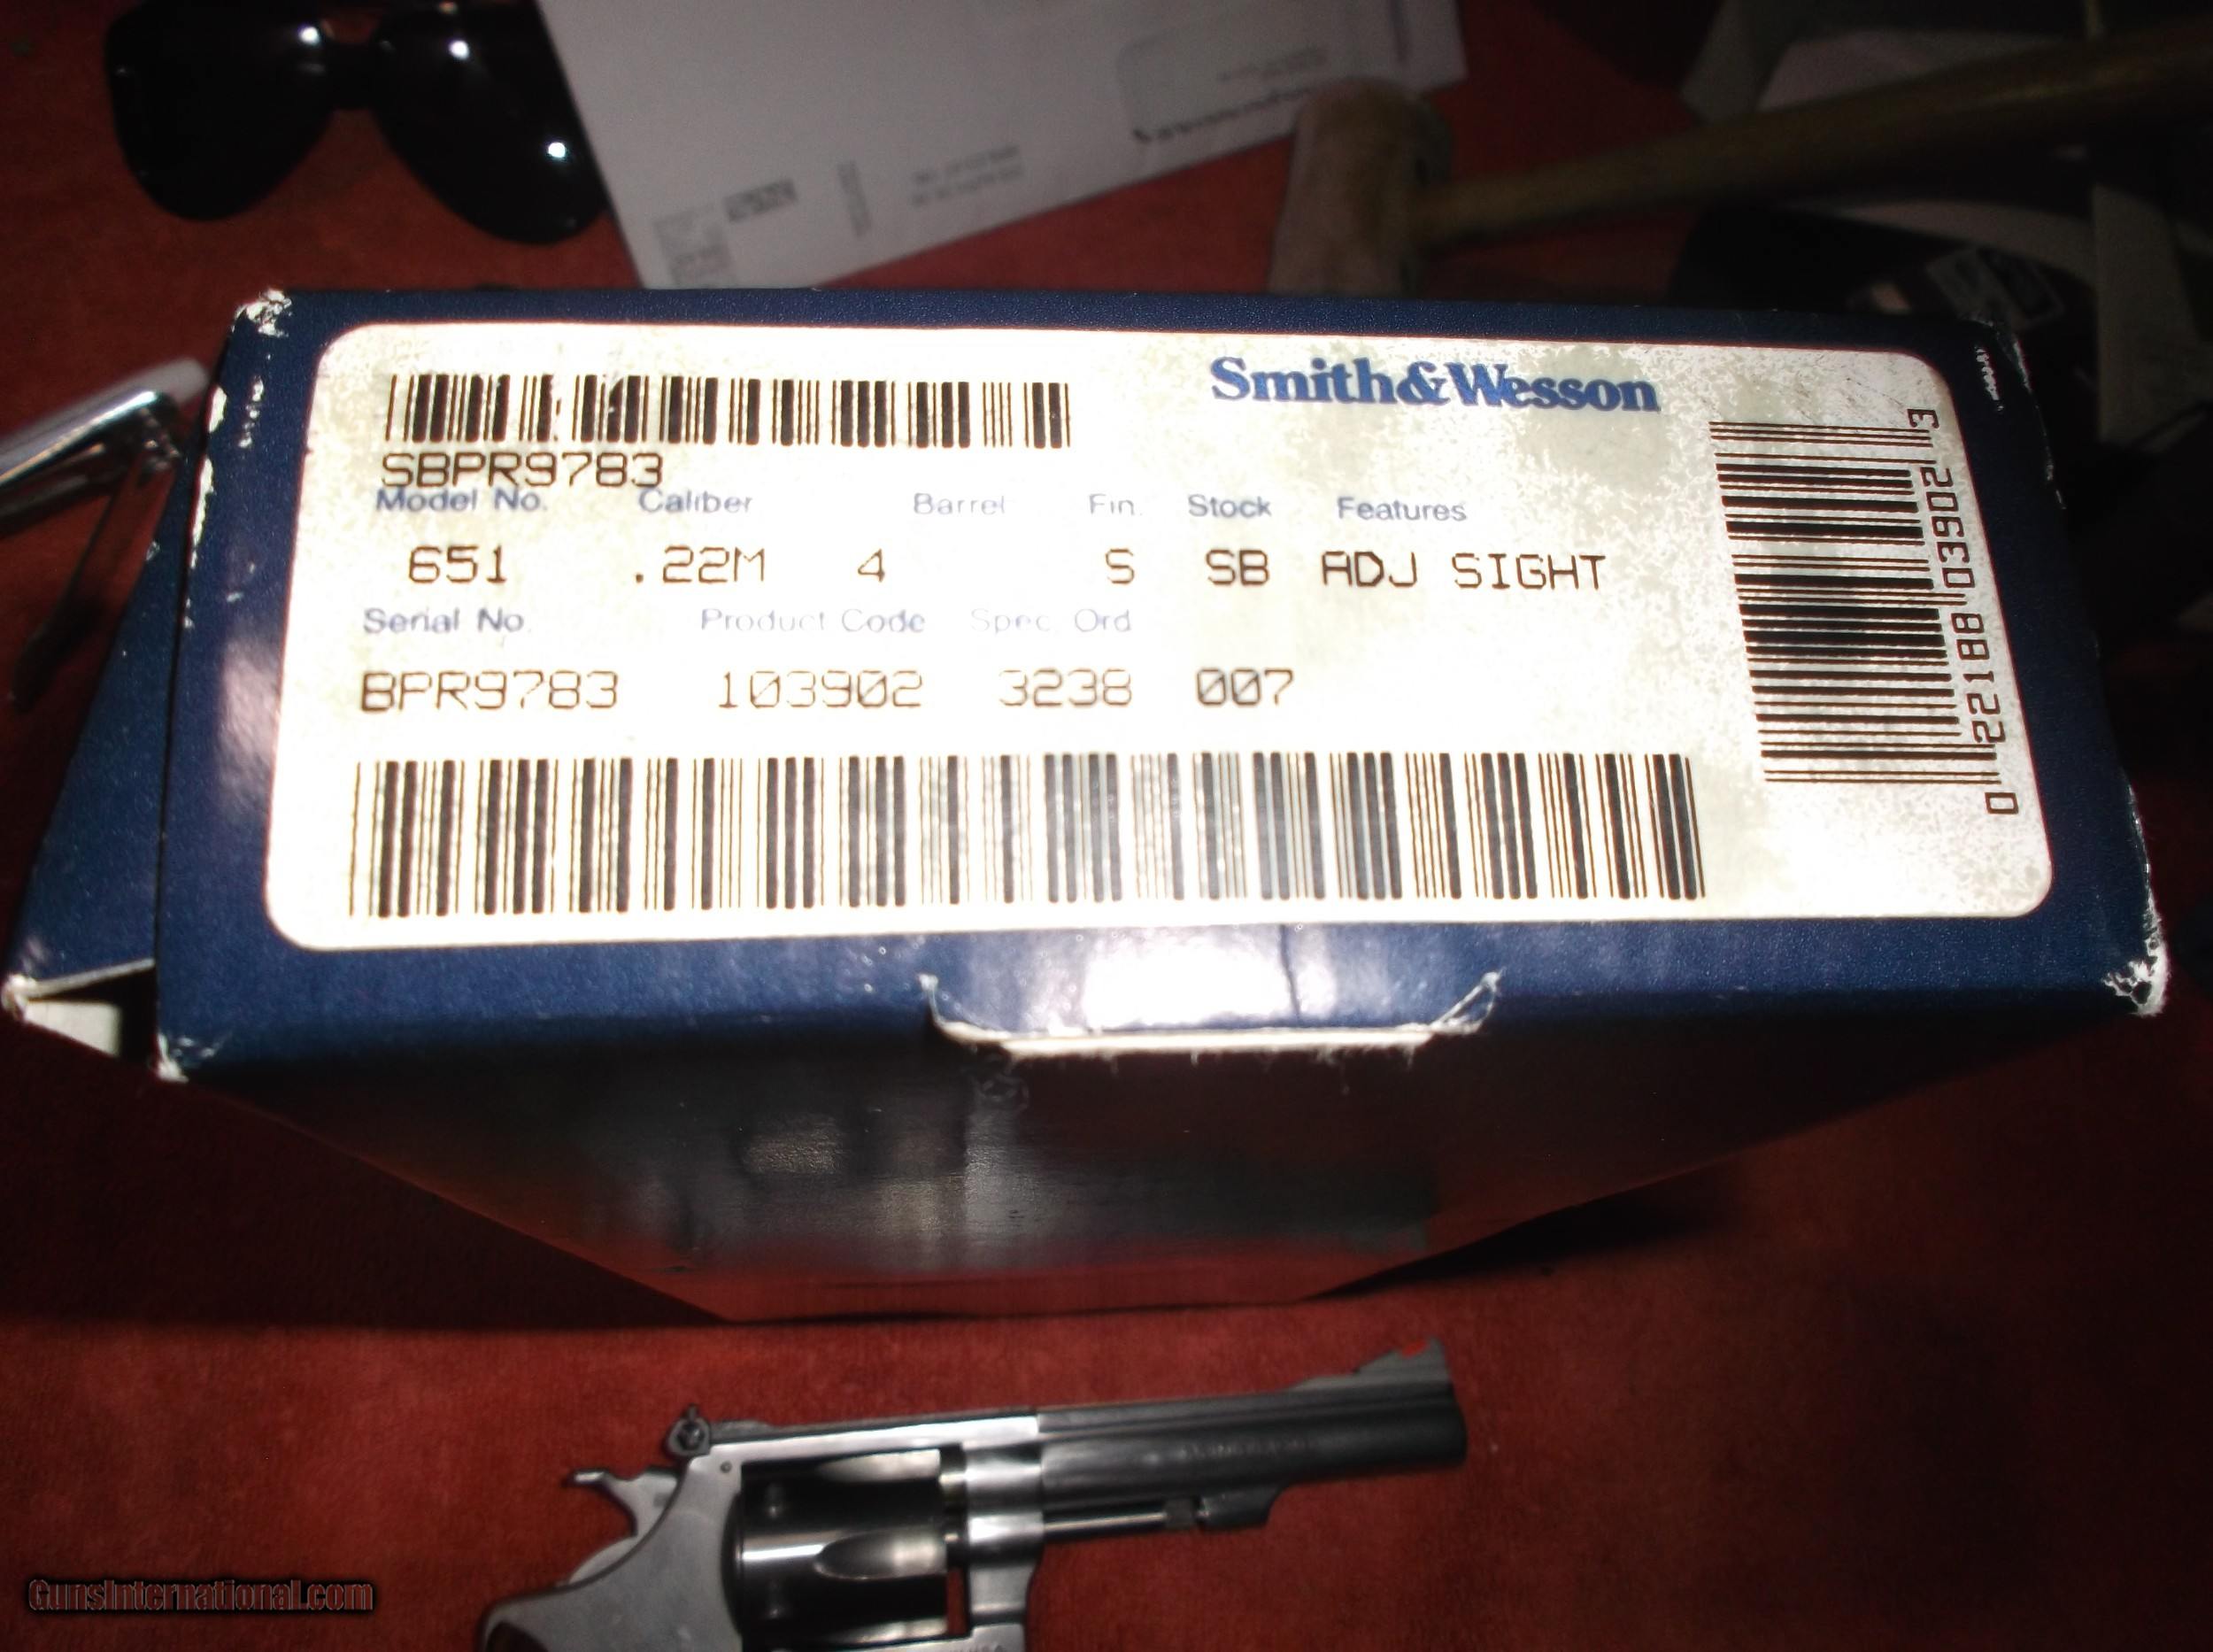 Smith&Wesson
SBPR9783
Model No. Caliber Barrel Fin. Stock Features
651 .22M 4 S SB ADJ SIGHT
Serial No. Product Code Spec. Ord
BPR9783 103902 3238 007
0 22188 03902 3
GunsInternational.com